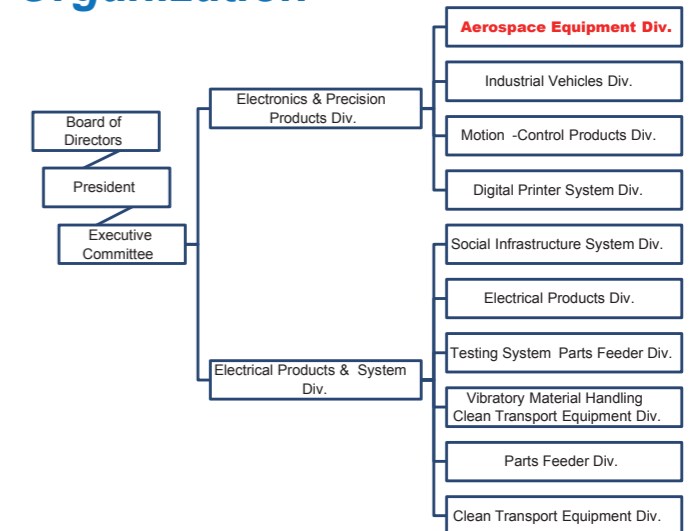 Board of
Directors
President
Executive
Committee
Electronics & Precision
Products Div.
Electrical Products & System
Div.
Aerospace Equipment Div.
Industrial Vehicles Div.
Motion -Control Products Div.
Digital Printer System Div.
Social Infrastructure System Div.
Electrical Products Div.
Testing System Parts Feeder Div.
Vibratory Material Handling
Clean Transport Equipment Div.
Parts Feeder Div.
Clean Transport Equipment Div.